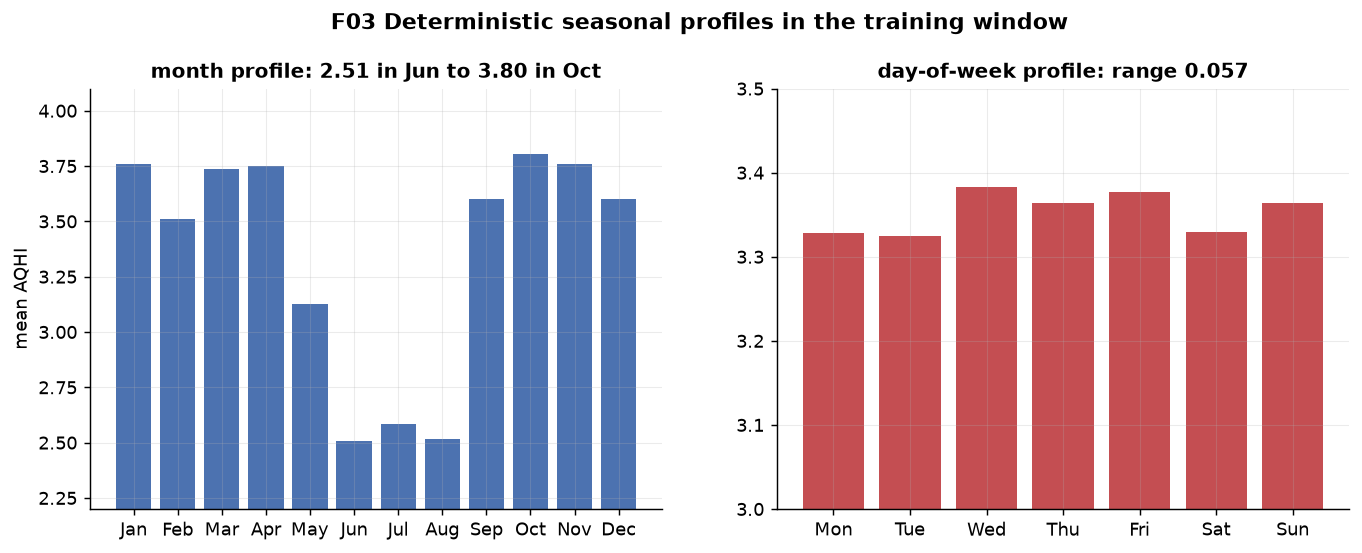 F03 Deterministic seasonal profiles in the training window
month profile: 2.51 in Jun to 3.80 in Oct
mean AQHI
4.00
3.75
3.50
3.25
3.00
2.75
2.50
2.25
Jan Feb Mar Apr May Jun Jul Aug Sep Oct Nov Dec
day-of-week profile: range 0.057
3.5
3.4
3.3
3.2
3.1
3.0
Mon Tue Wed Thu Fri Sat Sun